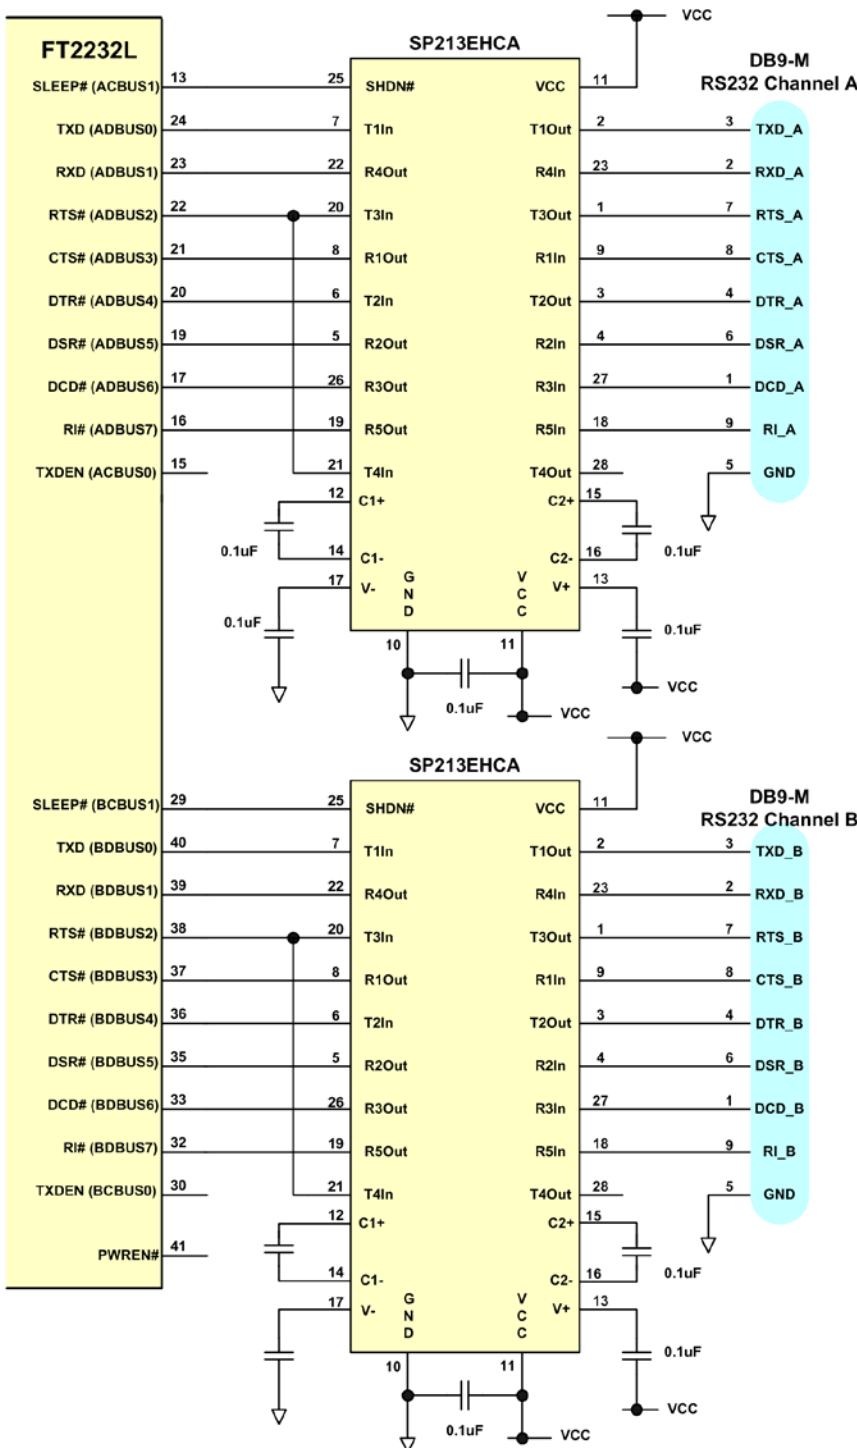 VCC
SP213EHCA
FT2232L
DB9-M
RS232 Channel A
SLEEP# (ACBUS1) 13 25 SHDN# VCC 11
TXD (ADBUS0) 24 7 T1In T1Out 2 3 TXD_A
RXD (ADBUS1) 23 22 R4Out R4In 23 2 RXD_A
RTS# (ADBUS2) 22 20 T3In T3Out 1 7 RTS_A
CTS# (ADBUS3) 21 8 R1Out R1In 9 8 CTS_A
DTR# (ADBUS4) 20 6 T2In T2Out 3 4 DTR_A
DSR# (ADBUS5) 19 5 R2Out R2In 4 6 DSR_A
DCD# (ADBUS6) 17 26 R3Out R3In 27 1 DCD_A
RI# (ADBUS7) 16 19 R5Out R5In 18 9 RI_A
TXDEN (ACBUS0) 15 21 T4In T4Out 28 5 GND
12 C1+ C2+ 15
0.1uF 0.1uF
14 C1- C2- 16
17 V- GND VCC V+ 13
0.1uF 0.1uF
10 11
VCC
0.1uF VCC
VCC
SP213EHCA
DB9-M
RS232 Channel B
SLEEP# (BCBUS1) 29 25 SHDN# VCC 11
TXD (BDBUS0) 40 7 T1In T1Out 2 3 TXD_B
RXD (BDBUS1) 39 22 R4Out R4In 23 2 RXD_B
RTS# (BDBUS2) 38 20 T3In T3Out 1 7 RTS_B
CTS# (BDBUS3) 37 8 R1Out R1In 9 8 CTS_B
DTR# (BDBUS4) 36 6 T2In T2Out 3 4 DTR_B
DSR# (BDBUS5) 35 5 R2Out R2In 4 6 DSR_B
DCD# (BDBUS6) 33 26 R3Out R3In 27 1 DCD_B
RI# (BDBUS7) 32 19 R5Out R5In 18 9 RI_B
TXDEN (BCBUS0) 30 21 T4In T4Out 28 5 GND
12 C1+ C2+ 15
PWREN# 41
0.1uF
14 C1- C2- 16
17 V- GND VCC V+ 13
0.1uF
10 11
VCC
0.1uF VCC